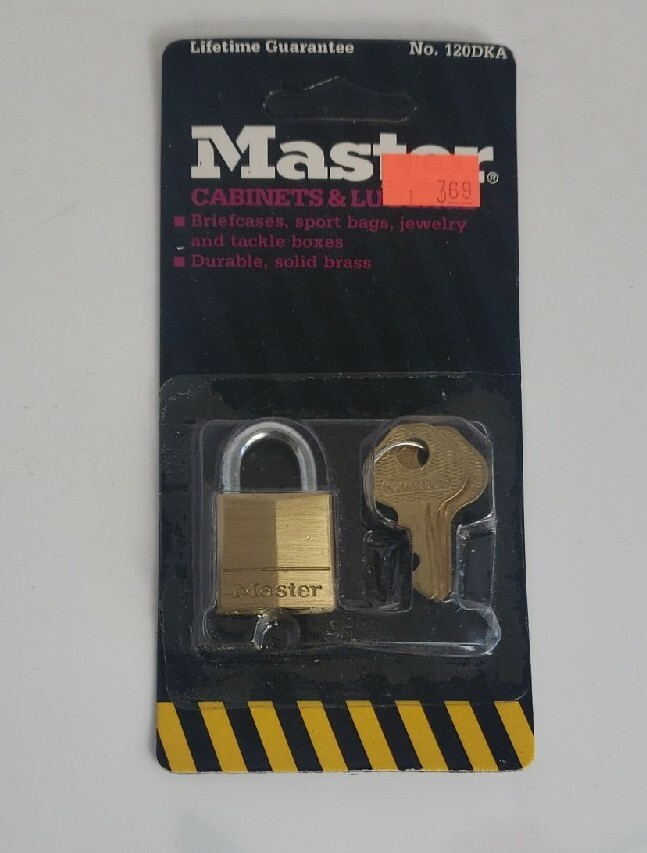 Lifetime Guarantee No. 120DKA
Master®
369
CABINETS & LU
■ Briefcases, sport bags, jewelry
and tackle boxes
■ Durable, solid brass
Master